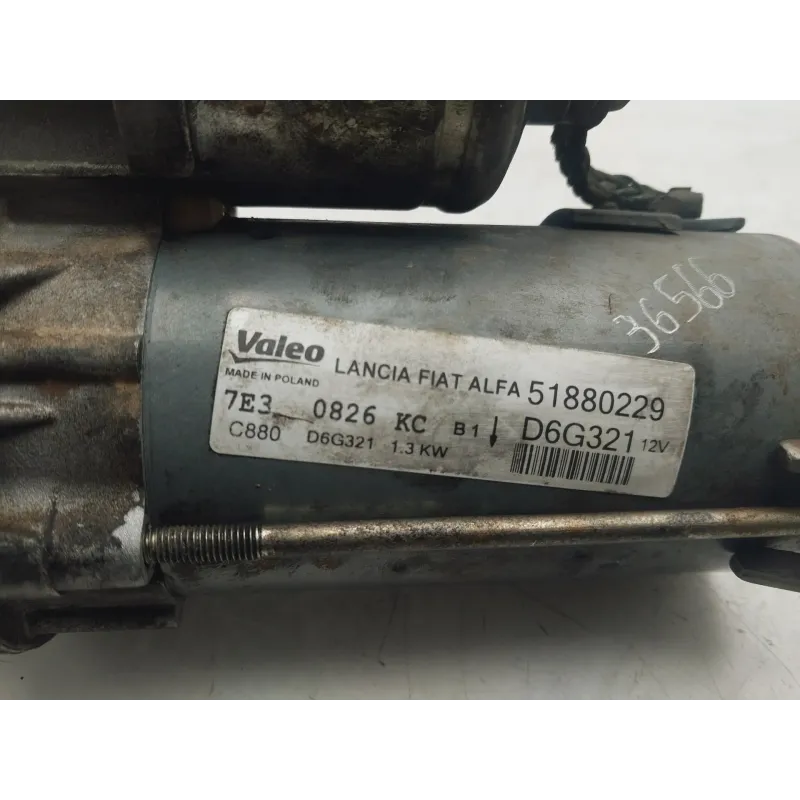 36566
Valeo
MADE IN POLAND
LANCIA FIAT ALFA 51880229
7E3 0826 KC B1↓ D6G321 12V
C880 D6G321 1.3 KW